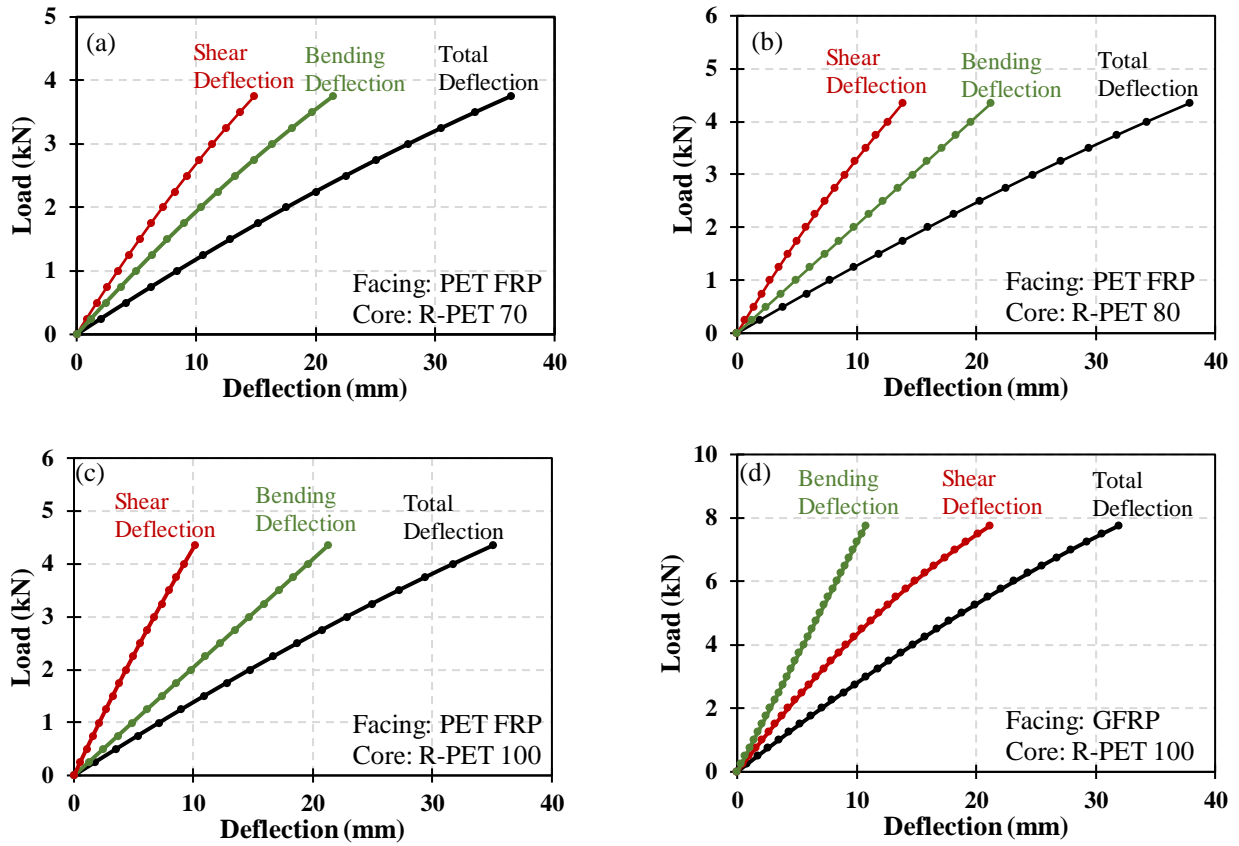 (a)
Shear
Deflection
Bending
Deflection
Total
Deflection
5
4
3
2
1
0
Load (kN)
Facing: PET FRP
Core: R-PET 70
0 10 20 30 40
Deflection (mm)
(b)
Shear
Deflection
Bending
Deflection
Total
Deflection
6
5
4
3
2
1
0
Load (kN)
Facing: PET FRP
Core: R-PET 80
0 10 20 30 40
Deflection (mm)
(c)
Shear
Deflection
Bending
Deflection
Total
Deflection
6
5
4
3
2
1
0
Load (kN)
Facing: PET FRP
Core: R-PET 100
0 10 20 30 40
Deflection (mm)
(d)
Bending
Deflection
Shear
Deflection
Total
Deflection
10
8
6
4
2
0
Load (kN)
Facing: GFRP
Core: R-PET 100
0 10 20 30 40
Deflection (mm)